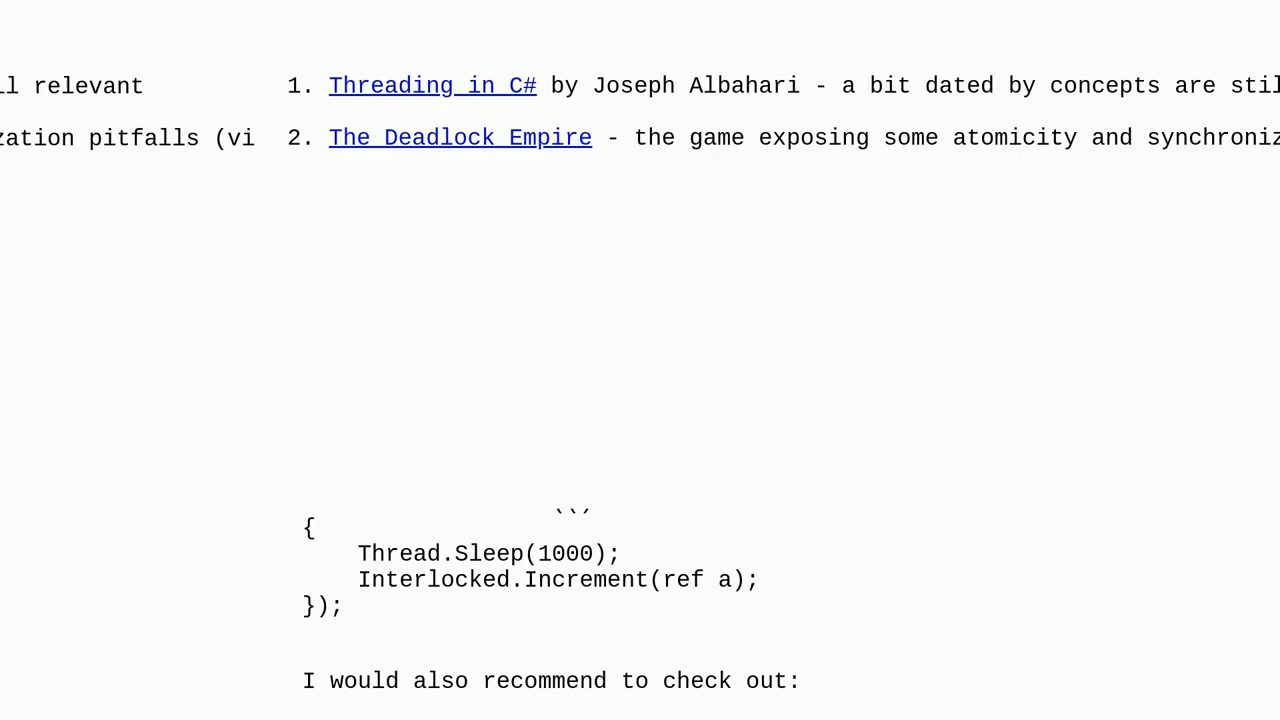 ll relevant 1. Threading in C# by Joseph Albahari - a bit dated by concepts are stil
zation pitfalls (vi 2. The Deadlock Empire - the game exposing some atomicity and synchroniz
{
    Thread.Sleep(1000);
    Interlocked.Increment(ref a);
});
I would also recommend to check out: